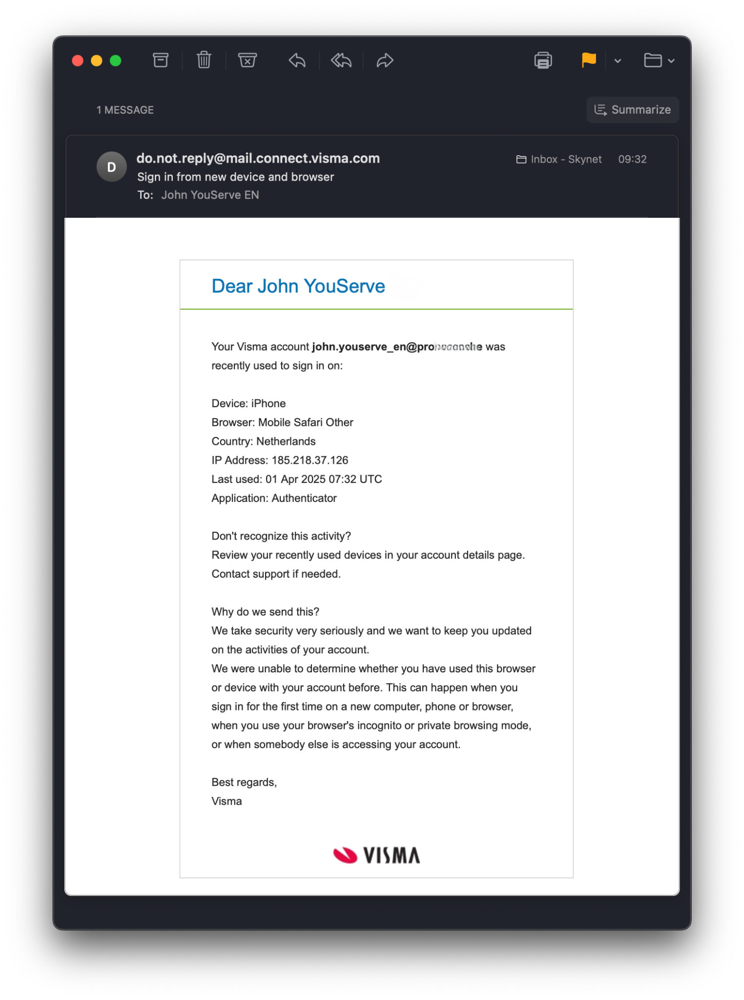 1 MESSAGE
Summarize
D
do.not.reply@mail.connect.visma.com
Inbox - Skynet 09:32
Sign in from new device and browser
To: John YouServe EN
Dear John YouServe
Your Visma account john.youserve_en@pro was
recently used to sign in on:
Device: iPhone
Browser: Mobile Safari Other
Country: Netherlands
IP Address: 185.218.37.126
Last used: 01 Apr 2025 07:32 UTC
Application: Authenticator
Don't recognize this activity?
Review your recently used devices in your account details page.
Contact support if needed.
Why do we send this?
We take security very seriously and we want to keep you updated
on the activities of your account.
We were unable to determine whether you have used this browser
or device with your account before. This can happen when you
sign in for the first time on a new computer, phone or browser,
when you use your browser's incognito or private browsing mode,
or when somebody else is accessing your account.
Best regards,
Visma
VISMA